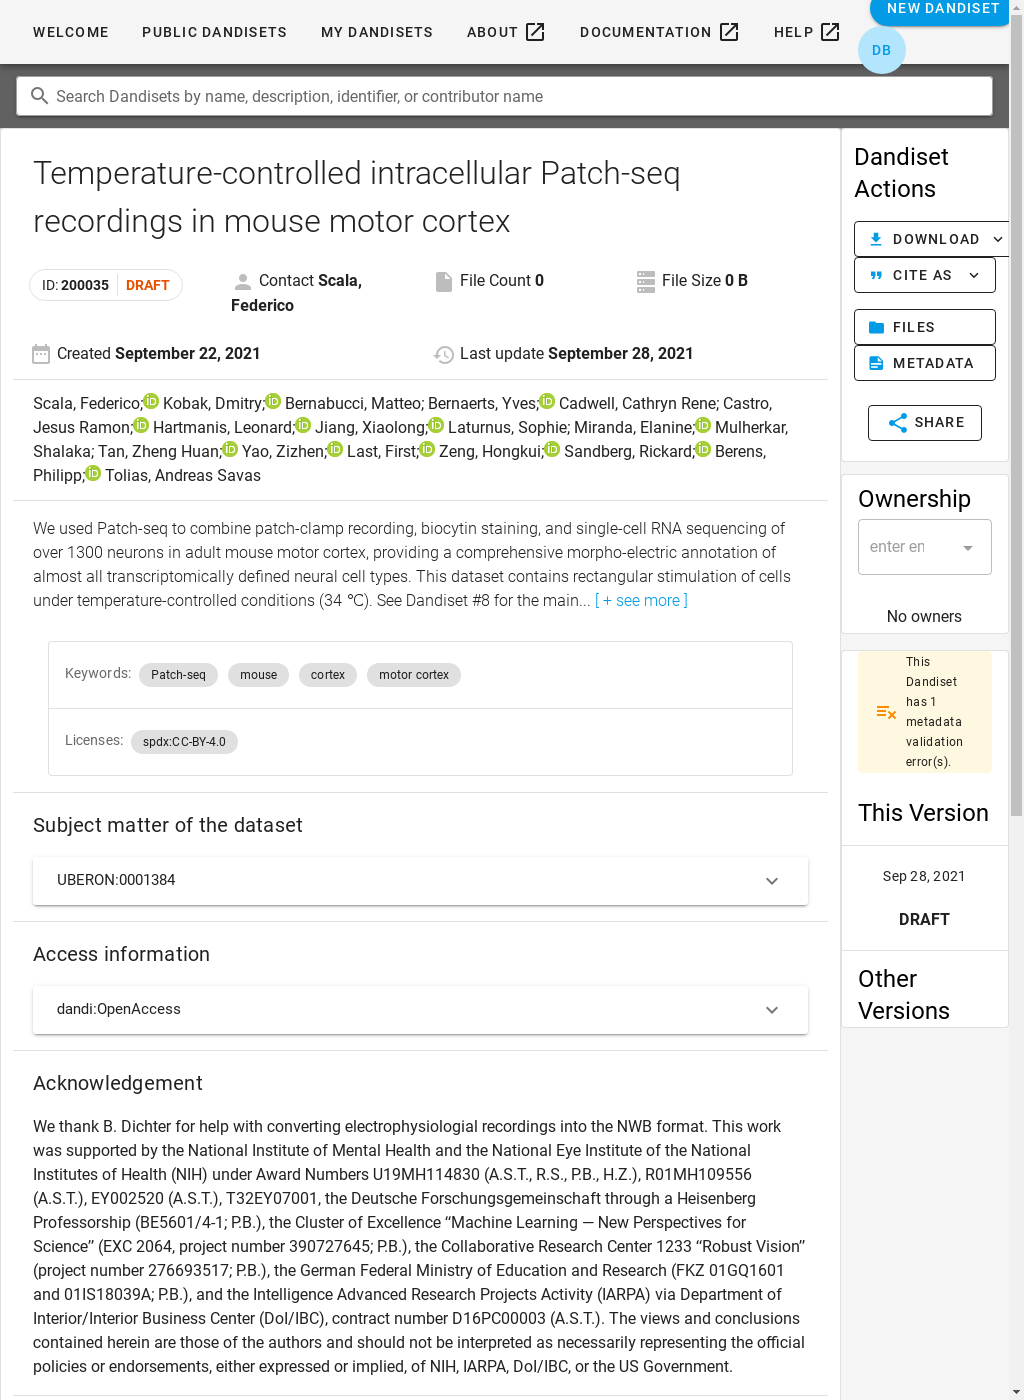 WELCOME PUBLIC DANDISETS MY DANDISETS ABOUT DOCUMENTATION HELP NEW DANDISET
DB
Search Dandisets by name, description, identifier, or contributor name
Temperature-controlled intracellular Patch-seq
recordings in mouse motor cortex
ID: 200035 DRAFT
Contact Scala,
Federico
File Count 0
File Size 0 B
Created September 22, 2021
Last update September 28, 2021
Scala, Federico; Kobak, Dmitry; Bernabucci, Matteo; Bernaerts, Yves; Cadwell, Cathryn Rene; Castro,
Jesus Ramon; Hartmanis, Leonard; Jiang, Xiaolong; Laturnus, Sophie; Miranda, Elanine; Mulherkar,
Shalaka; Tan, Zheng Huan; Yao, Zizhen; Last, First; Zeng, Hongkui; Sandberg, Rickard; Berens,
Philipp; Tolias, Andreas Savas
We used Patch-seq to combine patch-clamp recording, biocytin staining, and single-cell RNA sequencing of
over 1300 neurons in adult mouse motor cortex, providing a comprehensive morpho-electric annotation of
almost all transcriptomically defined neural cell types. This dataset contains rectangular stimulation of cells
under temperature-controlled conditions (34 ℃). See Dandiset #8 for the main... [ + see more ]
Keywords: Patch-seq mouse cortex motor cortex
Licenses: spdx:CC-BY-4.0
Subject matter of the dataset
UBERON:0001384
Access information
dandi:OpenAccess
Acknowledgement
We thank B. Dichter for help with converting electrophysiologial recordings into the NWB format. This work
was supported by the National Institute of Mental Health and the National Eye Institute of the National
Institutes of Health (NIH) under Award Numbers U19MH114830 (A.S.T., R.S., P.B., H.Z.), R01MH109556
(A.S.T.), EY002520 (A.S.T.), T32EY07001, the Deutsche Forschungsgemeinschaft through a Heisenberg
Professorship (BE5601/4-1; P.B.), the Cluster of Excellence “Machine Learning — New Perspectives for
Science” (EXC 2064, project number 390727645; P.B.), the Collaborative Research Center 1233 “Robust Vision”
(project number 276693517; P.B.), the German Federal Ministry of Education and Research (FKZ 01GQ1601
and 01IS18039A; P.B.), and the Intelligence Advanced Research Projects Activity (IARPA) via Department of
Interior/Interior Business Center (DoI/IBC), contract number D16PC00003 (A.S.T.). The views and conclusions
contained herein are those of the authors and should not be interpreted as necessarily representing the official
policies or endorsements, either expressed or implied, of NIH, IARPA, DoI/IBC, or the US Government.
Dandiset
Actions
DOWNLOAD
CITE AS
FILES
METADATA
SHARE
Ownership
enter en
No owners
This
Dandiset
has 1
metadata
validation
error(s).
This Version
Sep 28, 2021
DRAFT
Other
Versions